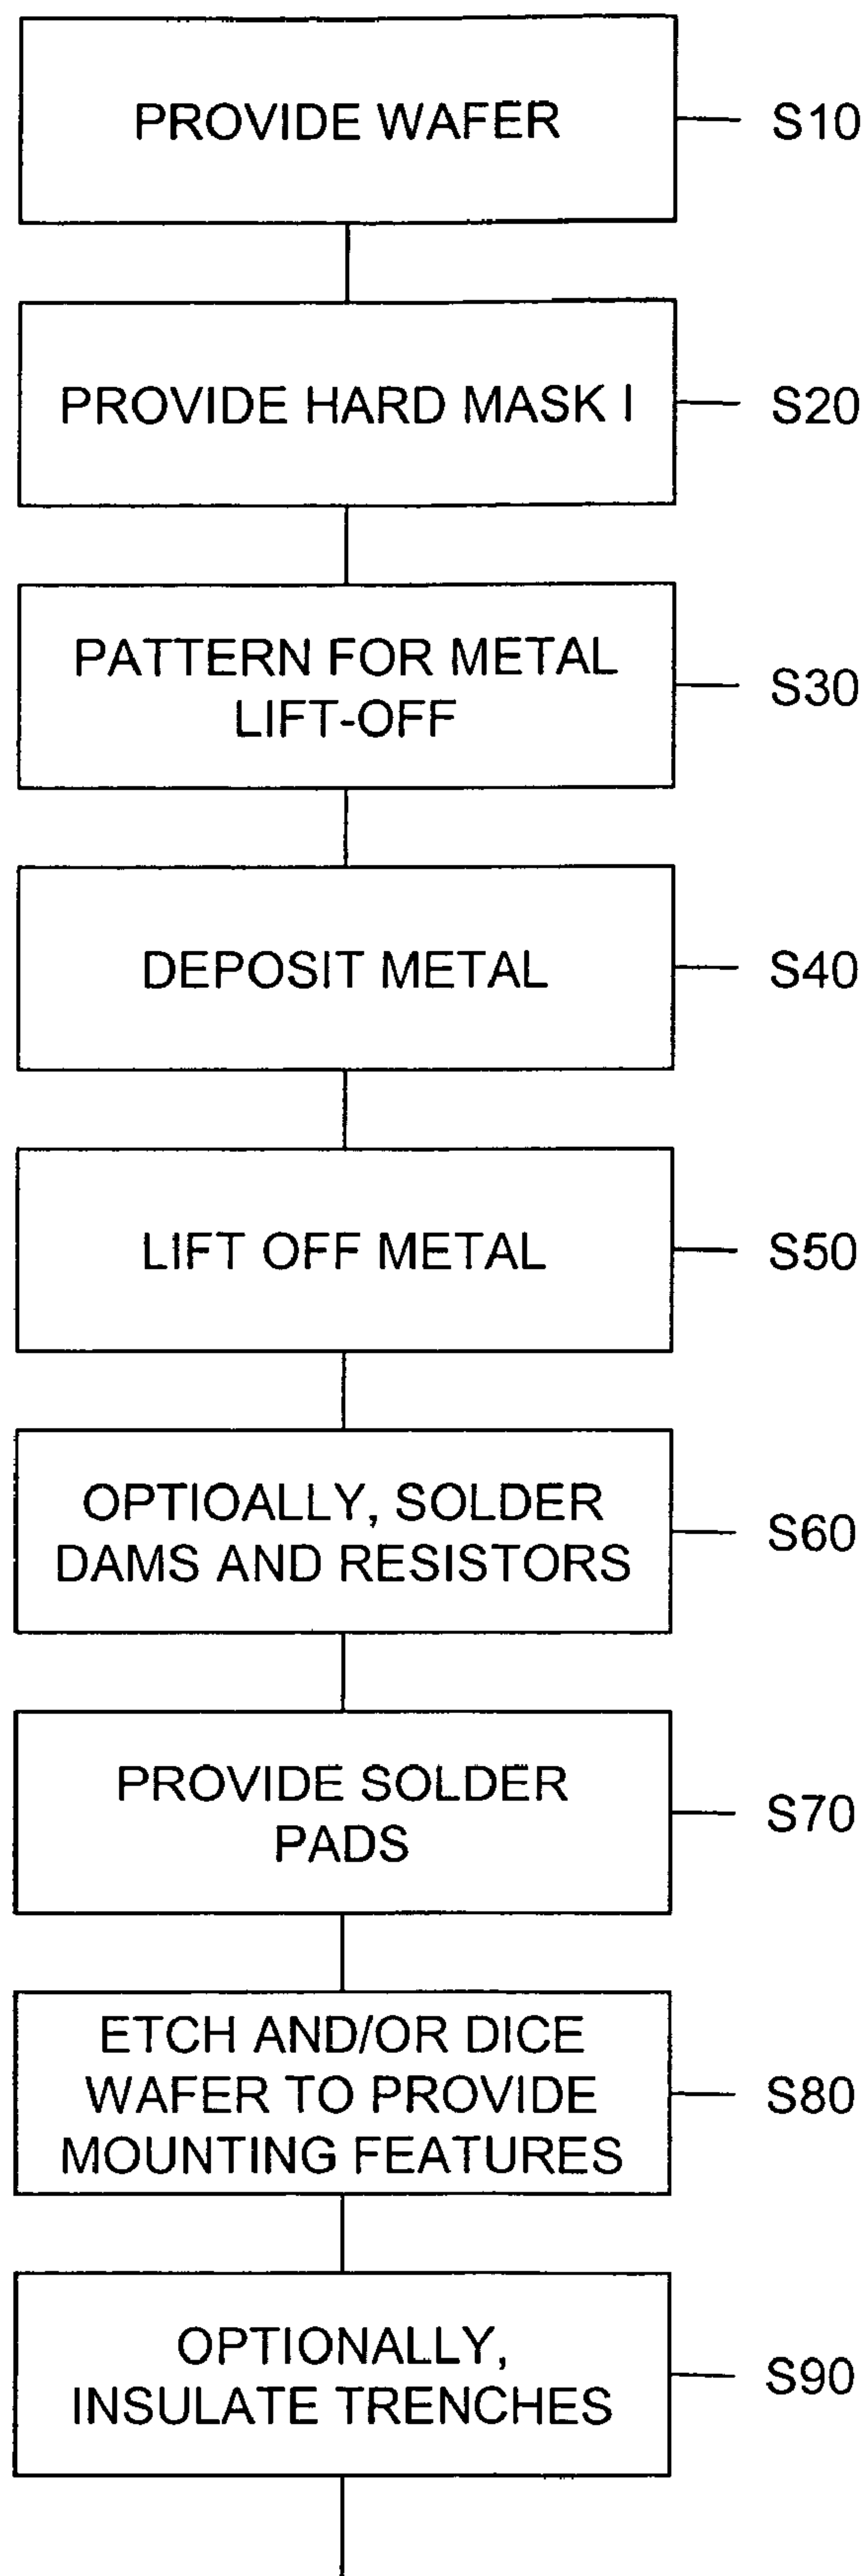 PROVIDE WAFER
S10
PROVIDE HARD MASK I
S20
PATTERN FOR METAL
LIFT-OFF
S30
DEPOSIT METAL
S40
LIFT OFF METAL
S50
OPTIOALLY, SOLDER
DAMS AND RESISTORS
S60
PROVIDE SOLDER
PADS
S70
ETCH AND/OR DICE
WAFER TO PROVIDE
MOUNTING FEATURES
S80
OPTIONALLY,
INSULATE TRENCHES
S90